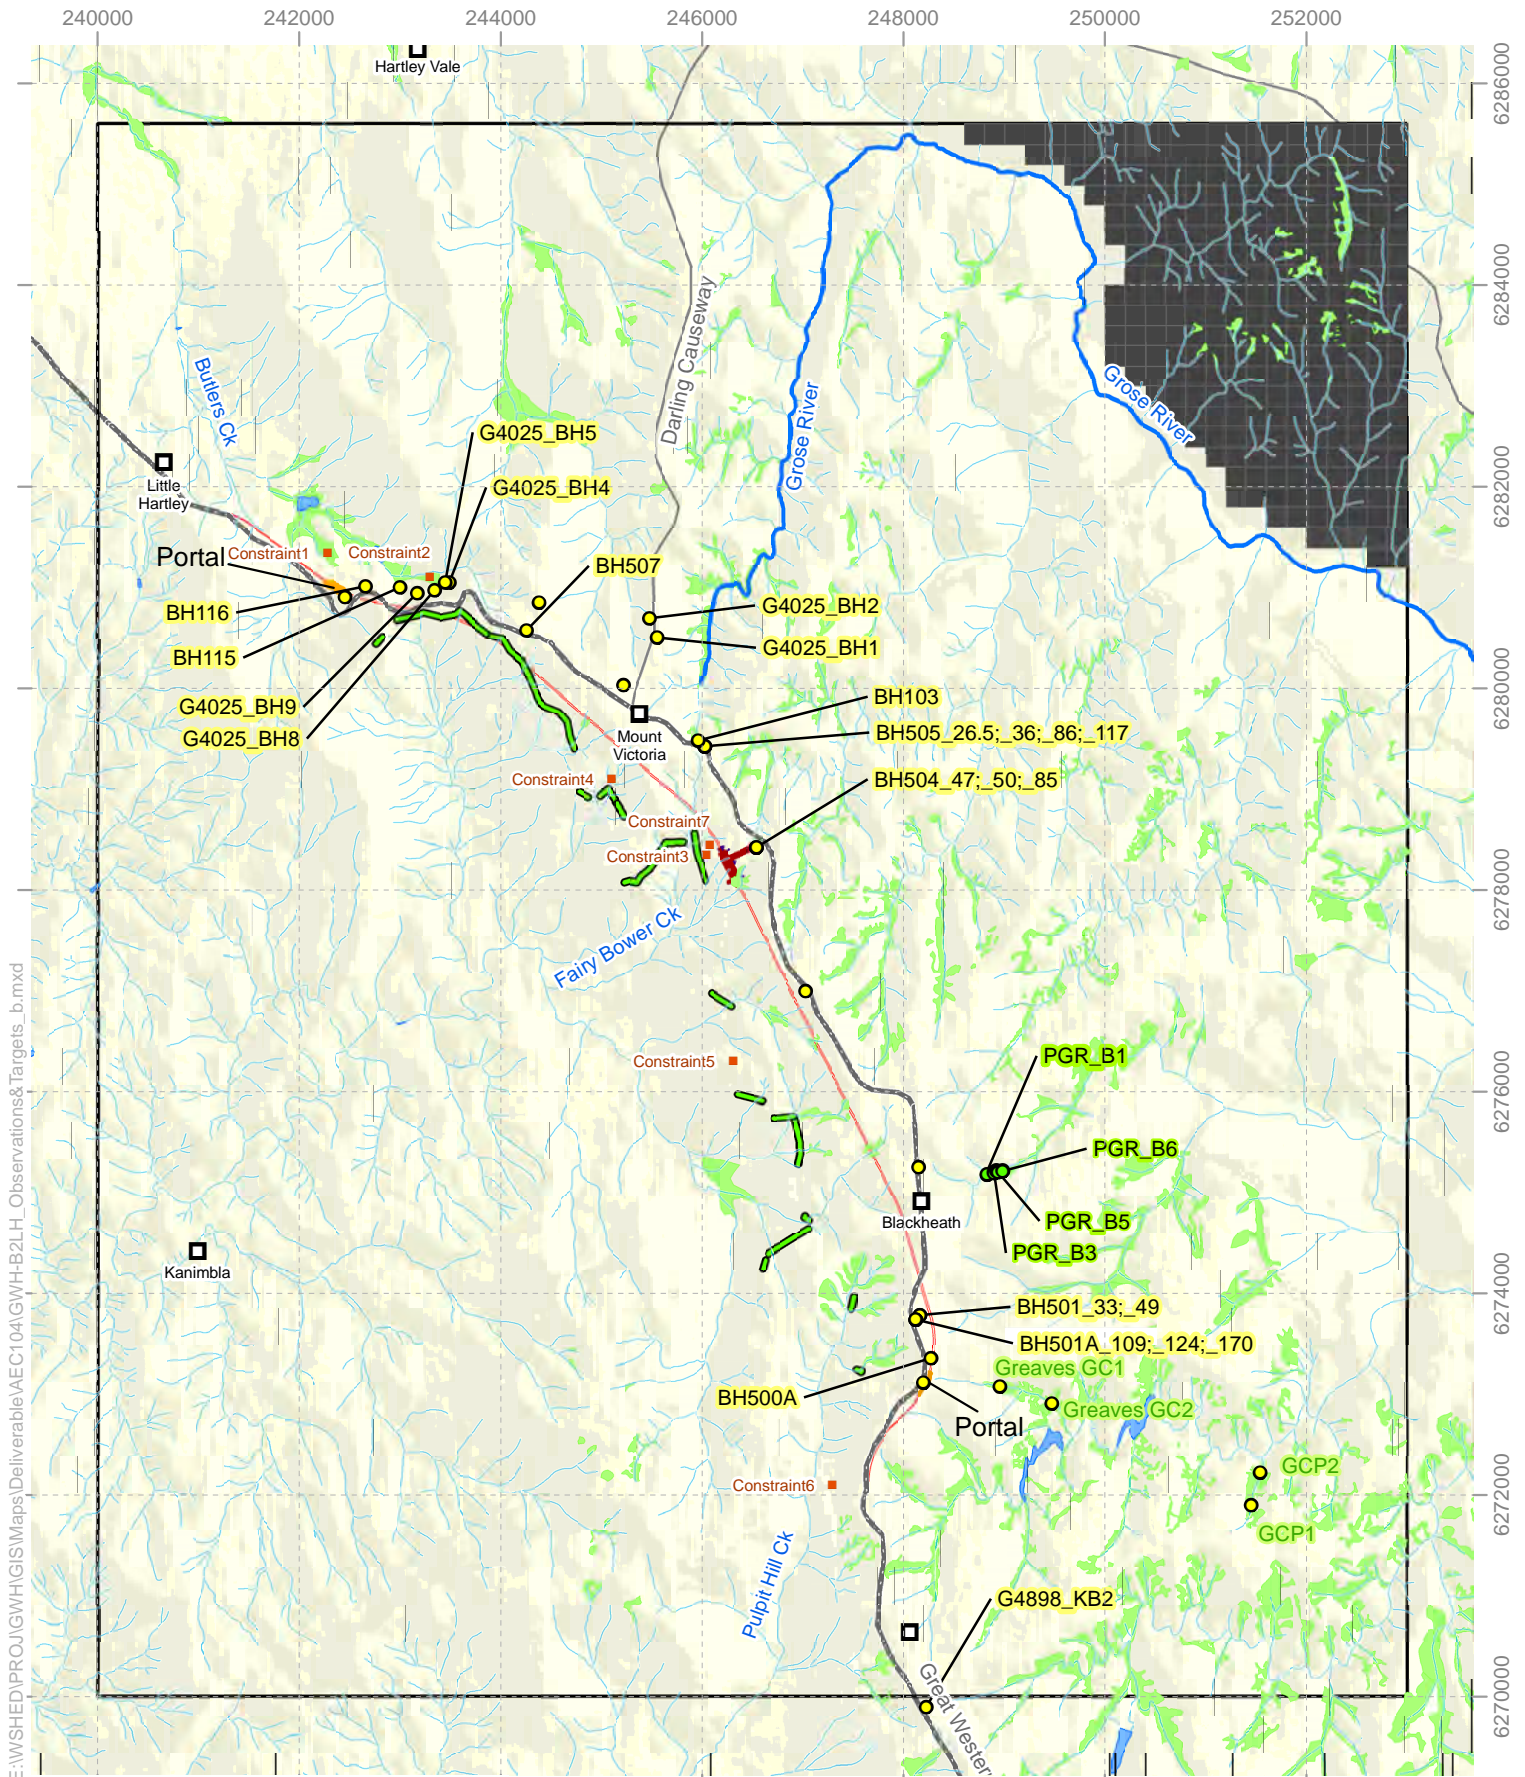 240000
242000
244000
246000
248000
250000
252000
Hartley Vale
6286000
6284000
Darling Causeway
Butlers Ck
Grose River
Grose River
G4025_BH5
6282000
Little
Hartley
G4025_BH4
Portal
Constraint1
Constraint2
BH507
BH116
G4025_BH2
BH115
G4025_BH1
6280000
G4025_BH9
BH103
G4025_BH8
BH505_26.5;_36;_86;_117
Mount
Victoria
Constraint4
BH504_47;_50;_85
Constraint7
Constraint3
6278000
Fairy Bower Ck
Constraint5
PGR_B1
6276000
PGR_B6
Blackheath
PGR_B5
PGR_B3
Kanimbla
6274000
BH501_33;_49
BH501A_109;_124;_170
Greaves GC1
BH500A
Greaves GC2
Portal
GCP2
Constraint6
6272000
GCP1
Pulpit Hill Ck
G4898_KB2
Great Wester
6270000
E:\WSHED\PROJ\GWH\GIS\Maps\Deliverable\AEC104\GWH-B2LH_Observations&Targets_b.mxd